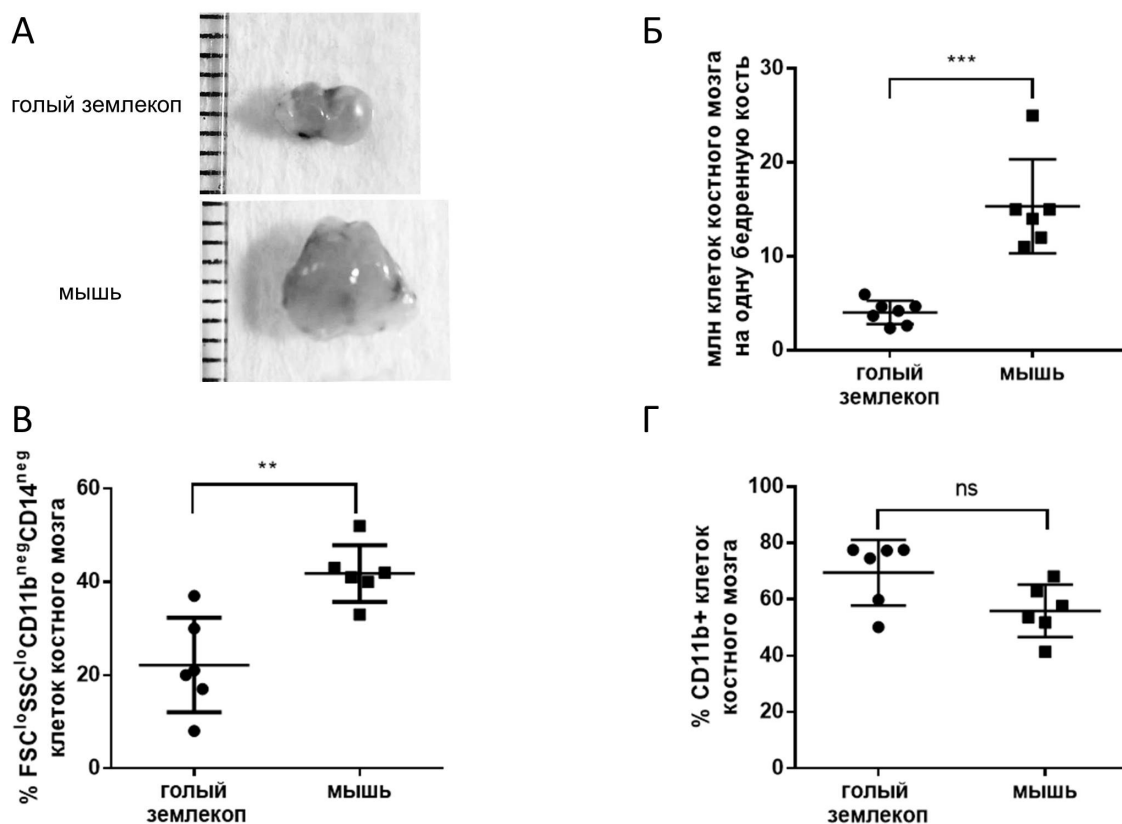 А
голый землекоп
мышь
Б
млн клеток костного мозга
на одну бедренную кость
30
20
10
0
***
голый
землекоп
мышь
В
% FSCloSSCloCD11bnegCD14neg
клеток костного мозга
60
40
20
0
**
голый
землекоп
мышь
Г
% CD11b+ клеток
костного мозга
100
80
60
40
20
0
ns
голый
землекоп
мышь